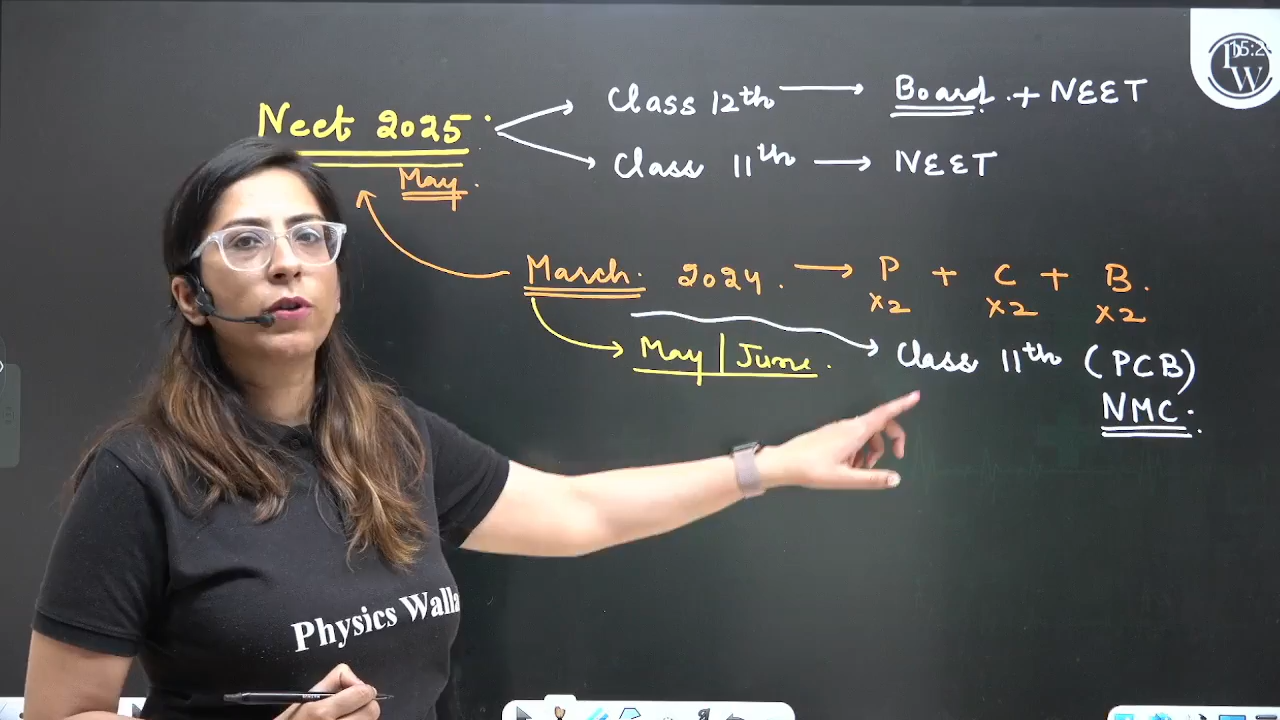 Neet 2025.
May.
Class 12th → Board. + NEET
Class 11th → NEET
March. 2024. → P + C + B.
x2 x2 x2
May | June.
Class 11th (PCB)
NMC.
Physics Walla
W